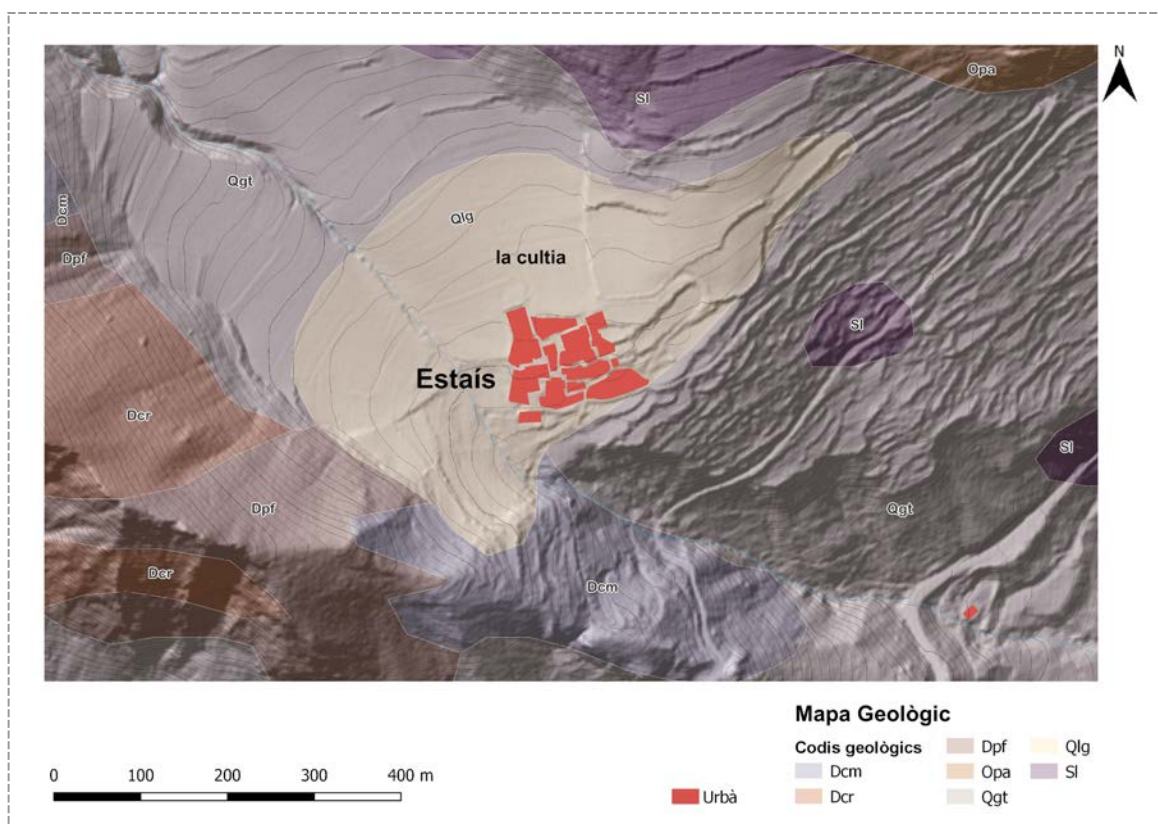 N
Opa
Sl
Qgt
Dcm
Qlg
Dpf
la cultia
Sl
Estaís
Dcr
Sl
Dpf
Qgt
Dcr
Dcm
Mapa Geològic
Codis geològics
Dpf
Qlg
Dcm
Opa
Sl
0 100 200 300 400 m
Urbà
Dcr
Qgt